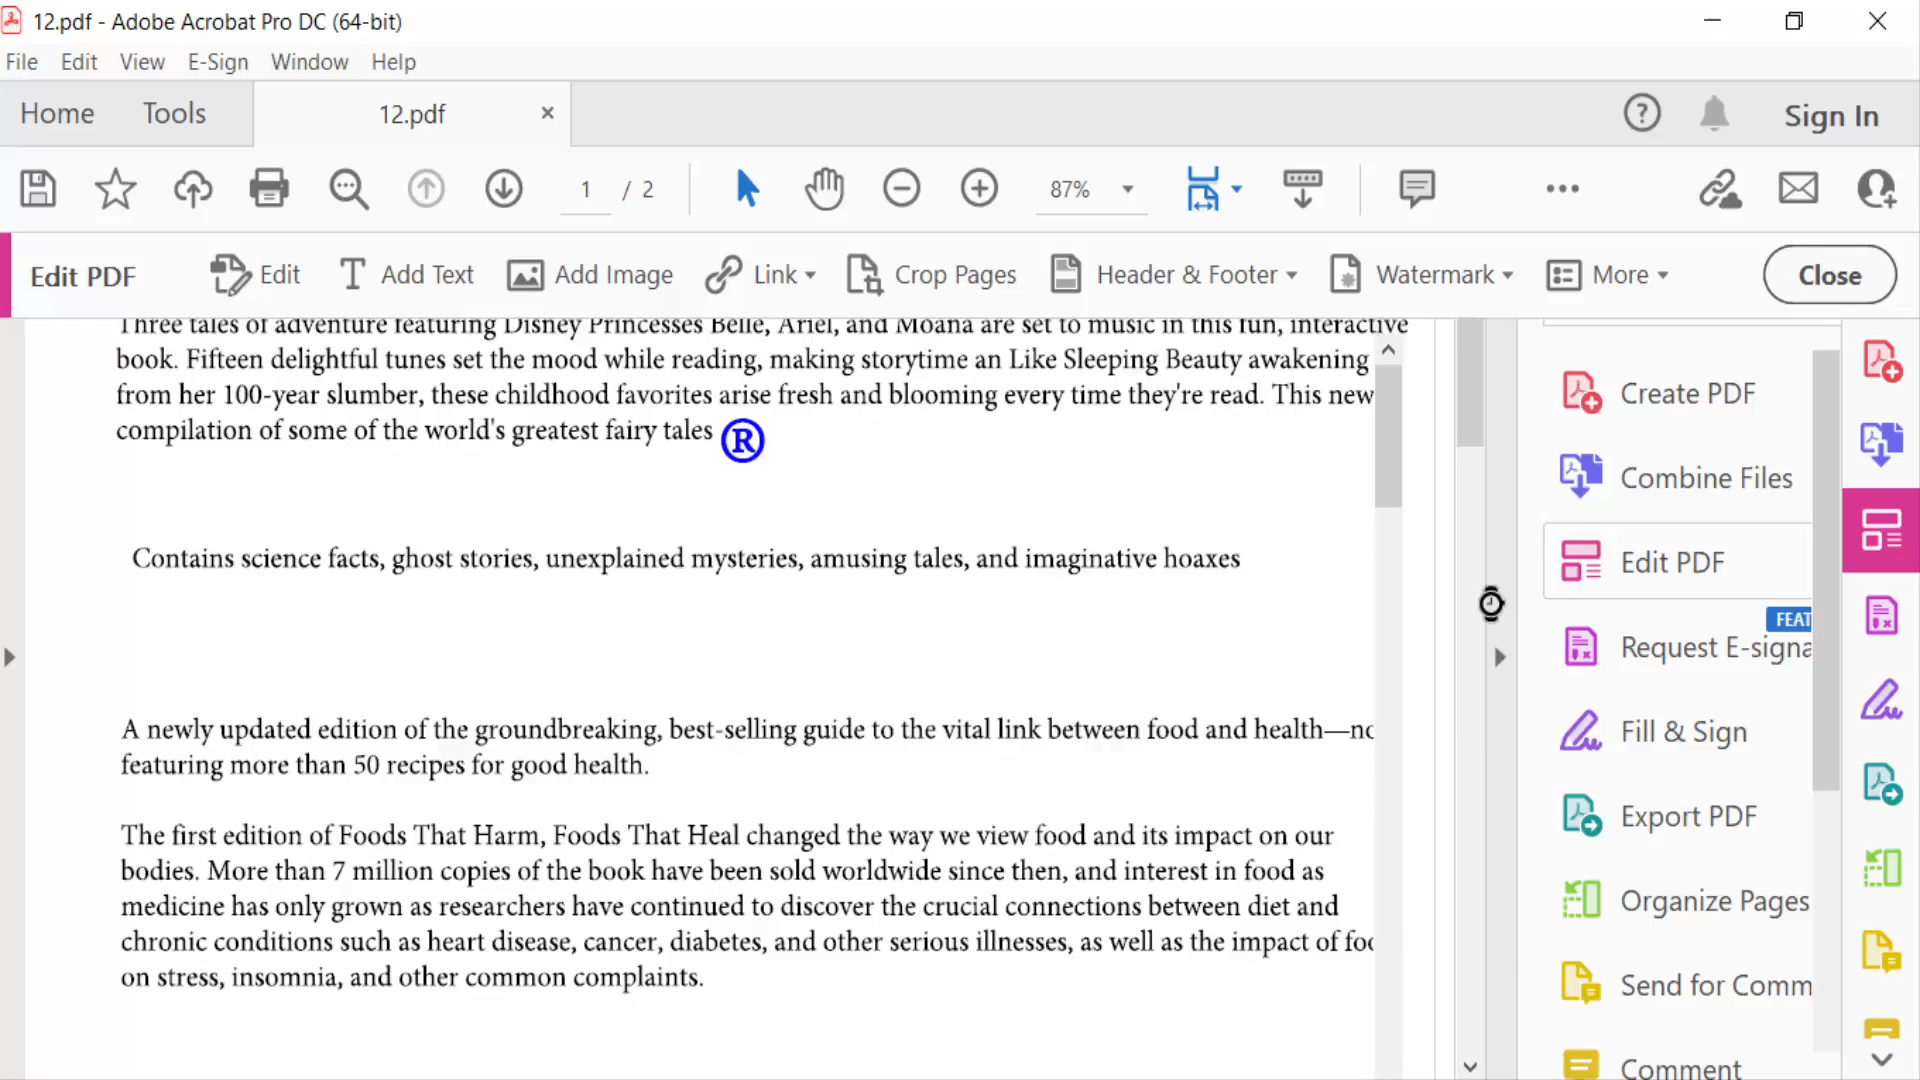 12.pdf - Adobe Acrobat Pro DC (64-bit)
File Edit View E-Sign Window Help
Home Tools 12.pdf × Sign In
1 / 2 87%
Edit PDF Edit Add Text Add Image Link Crop Pages Header & Footer Watermark More Close
Three tales of adventure featuring Disney Princesses Belle, Ariel, and Moana are set to music in this fun, interactive
book. Fifteen delightful tunes set the mood while reading, making storytime an Like Sleeping Beauty awakening
from her 100-year slumber, these childhood favorites arise fresh and blooming every time they're read. This new
compilation of some of the world's greatest fairy tales ®
Contains science facts, ghost stories, unexplained mysteries, amusing tales, and imaginative hoaxes
A newly updated edition of the groundbreaking, best-selling guide to the vital link between food and health—
featuring more than 50 recipes for good health.
The first edition of Foods That Harm, Foods That Heal changed the way we view food and its impact on our
bodies. More than 7 million copies of the book have been sold worldwide since then, and interest in food as
medicine has only grown as researchers have continued to discover the crucial connections between diet and
chronic conditions such as heart disease, cancer, diabetes, and other serious illnesses, as well as the impact of
on stress, insomnia, and other common complaints.
Create PDF
Combine Files
Edit PDF
FEAT
Request E-signa
Fill & Sign
Export PDF
Organize Pages
Send for Comm
Comment